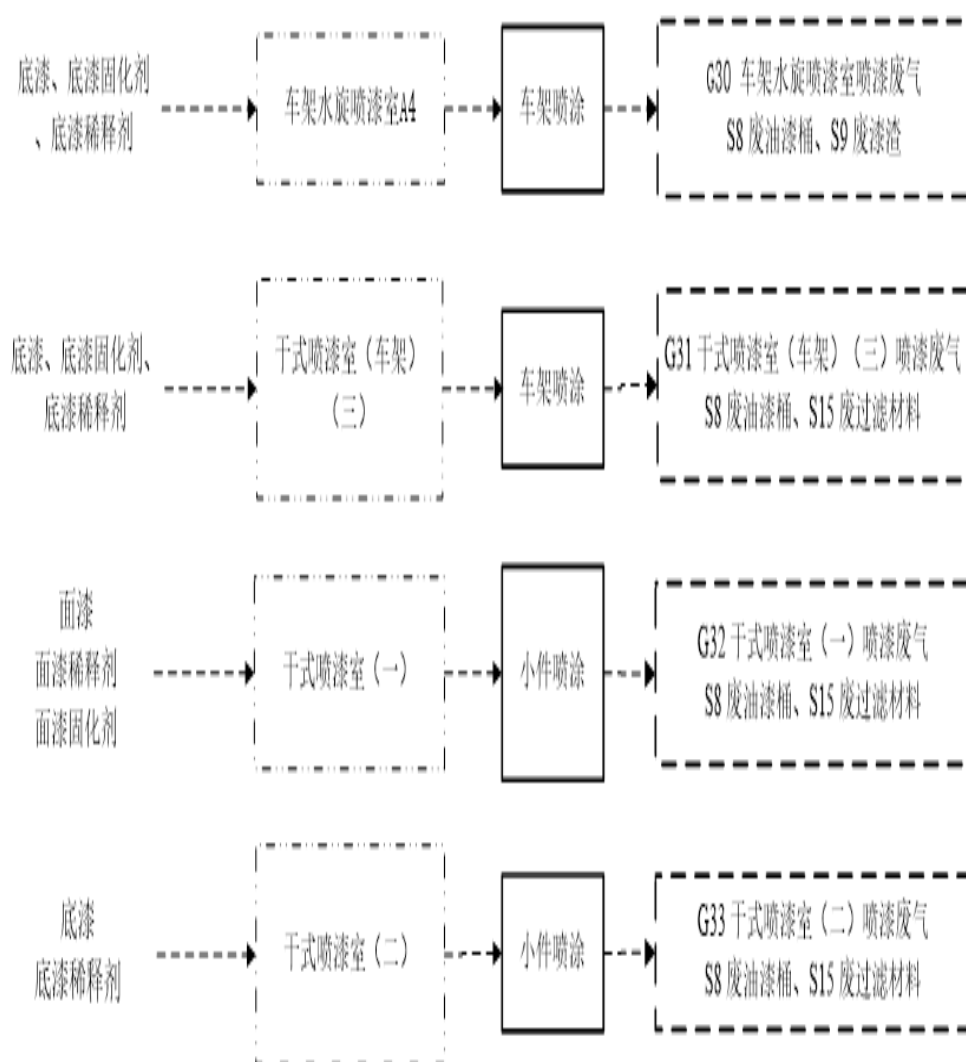 底漆、底漆固化剂
、底漆稀释剂
车架水旋喷漆室A4
车架喷涂
G30 车架水旋喷漆室喷漆废气
S8 废油漆桶、S9 废漆渣
底漆、底漆固化剂、
底漆稀释剂
干式喷漆室（车架）
（三）
车架喷涂
G31 干式喷漆室（车架）（三）喷漆废气
S8 废油漆桶、S15 废过滤材料
面漆
面漆稀释剂
面漆固化剂
干式喷漆室（一）
小件喷涂
G32 干式喷漆室（一）喷漆废气
S8 废油漆桶、S15 废过滤材料
底漆
底漆稀释剂
干式喷漆室（二）
小件喷涂
G33 干式喷漆室（二）喷漆废气
S8 废油漆桶、S15 废过滤材料